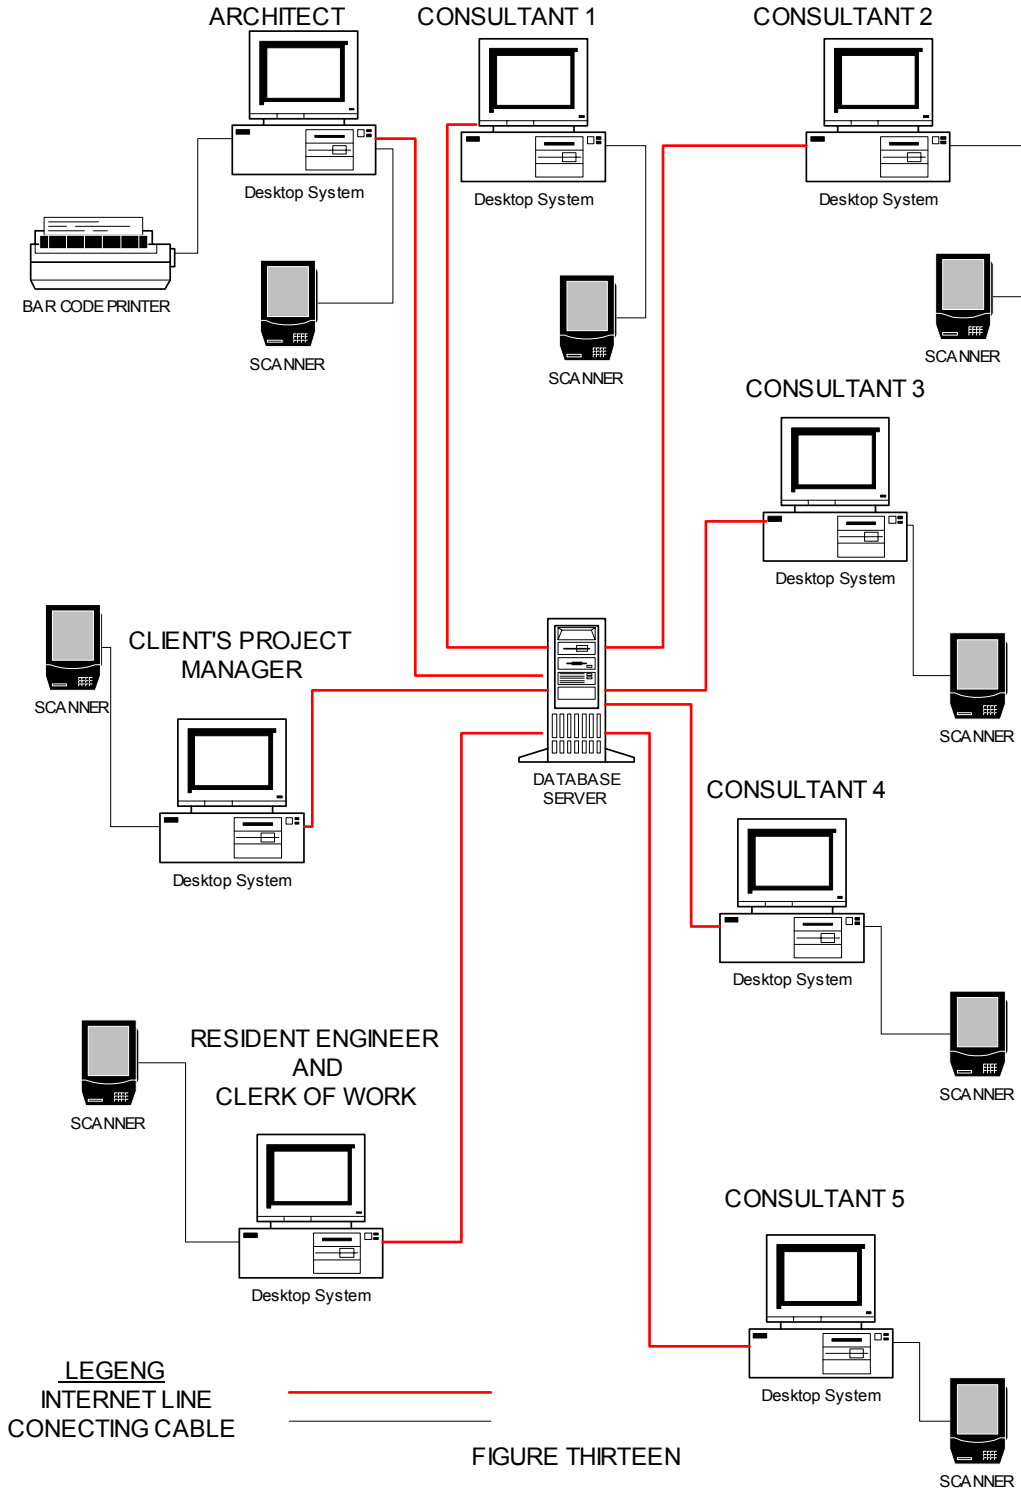 ARCHITECT
CONSULTANT 1
CONSULTANT 2
Desktop System
Desktop System
Desktop System
BAR CODE PRINTER
SCANNER
SCANNER
SCANNER
CONSULTANT 3
Desktop System
CLIENT'S PROJECT
MANAGER
SCANNER
SCANNER
DATABASE
SERVER
CONSULTANT 4
Desktop System
Desktop System
RESIDENT ENGINEER
AND
CLERK OF WORK
SCANNER
SCANNER
CONSULTANT 5
Desktop System
Desktop System
LEGENG
INTERNET LINE
CONECTING CABLE
FIGURE THIRTEEN
SCANNER